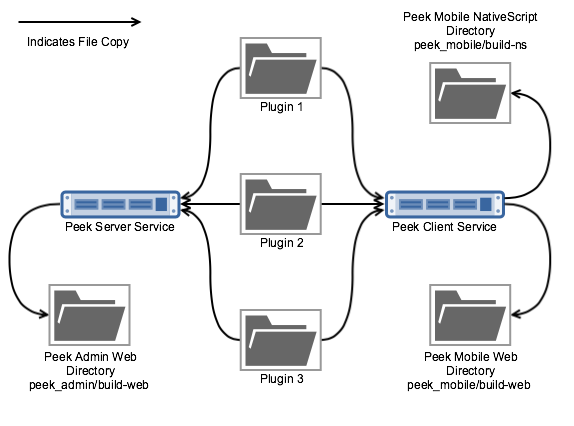 Indicates File Copy
Peek Mobile NativeScript
Directory
peek_mobile/build-ns
Plugin 1
Peek Server Service
Plugin 2
Peek Client Service
Peek Admin Web
Directory
peek_admin/build-web
Plugin 3
Peek Mobile Web
Directory
peek_mobile/build-web